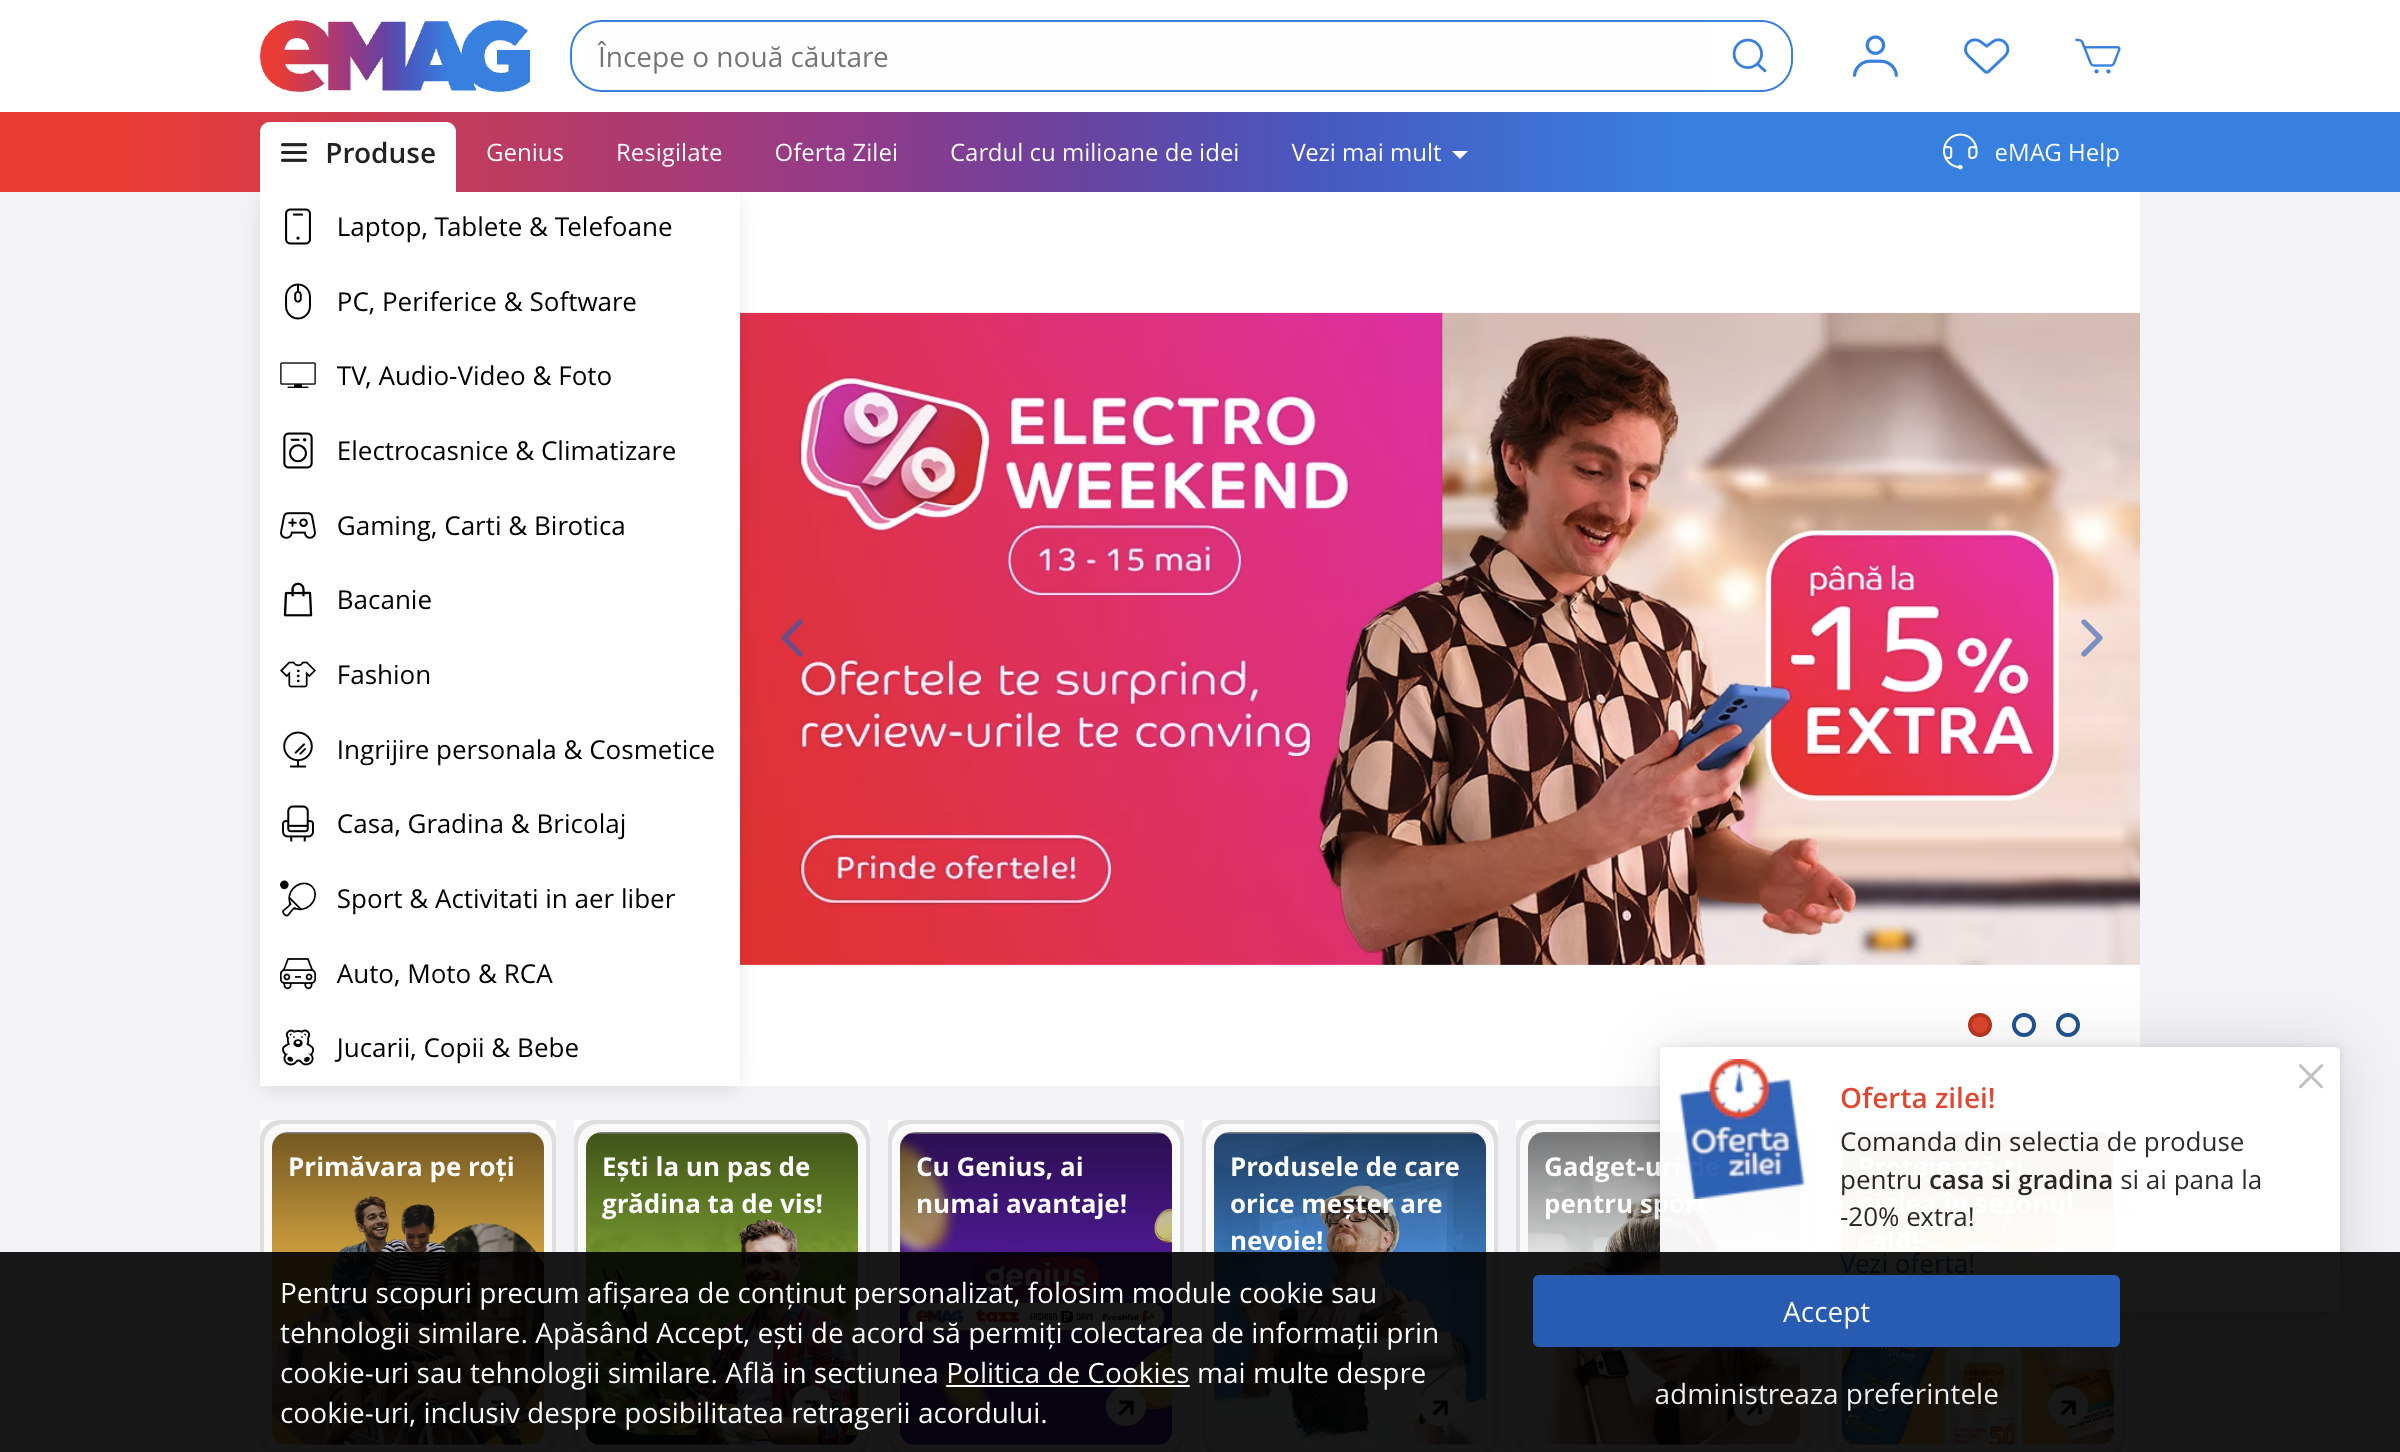 eMAG
Începe o nouă căutare
Produse
Genius
Resigilate
Oferta Zilei
Cardul cu milioane de idei
Vezi mai mult
eMAG Help
Laptop, Tablete & Telefoane
PC, Periferice & Software
TV, Audio-Video & Foto
Electrocasnice & Climatizare
Gaming, Carti & Birotica
Bacanie
Fashion
Ingrijire personala & Cosmetice
Casa, Gradina & Bricolaj
Sport & Activitati in aer liber
Auto, Moto & RCA
Jucarii, Copii & Bebe
%
ELECTRO
WEEKEND
13 - 15 mai
Ofertele te surprind,
review-urile te conving
Prinde ofertele!
până la
-15%
EXTRA
Primăvara pe roți
Ești la un pas de
grădina ta de vis!
Cu Genius, ai
numai avantaje!
genius
eMAG tazz FASHION DAYS Freshful
Produsele de care
orice meșter are
nevoie!
Gadget-uri
pentru sport
Oferta
zilei
Oferta zilei!
Comanda din selectia de produse
pentru casa si gradina si ai pana la
-20% extra!
Vezi oferta!
Pentru scopuri precum afișarea de conținut personalizat, folosim module cookie sau
tehnologii similare. Apăsând Accept, ești de acord să permiți colectarea de informații prin
cookie-uri sau tehnologii similare. Află in sectiunea Politica de Cookies mai multe despre
cookie-uri, inclusiv despre posibilitatea retragerii acordului.
Accept
administreaza preferintele